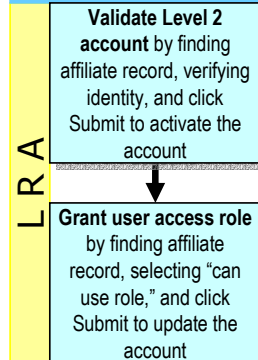 L R A
Validate Level 2
account by finding
affiliate record, verifying
identity, and click
Submit to activate the
account
Grant user access role
by finding affiliate
record, selecting “can
use role,” and click
Submit to update the
account